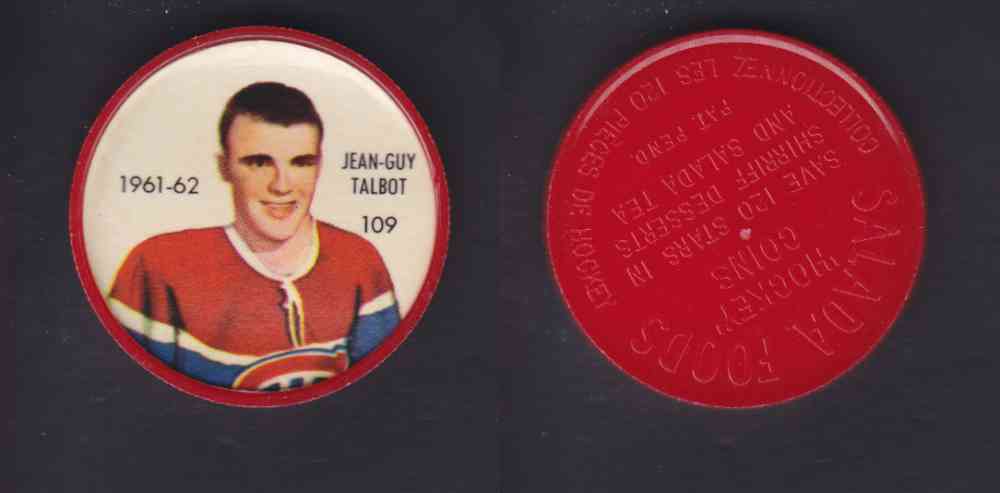 1961-62
JEAN-GUY
TALBOT
109
SALADA FOODS
"HOCKEY"
COINS
SAVE 120 STARS IN
SHIRRIFF DESSERTS
AND SALADA TEA
PAT. PEND.
COLLECTIONNEZ LES 120 PIECES DE HOCKEY